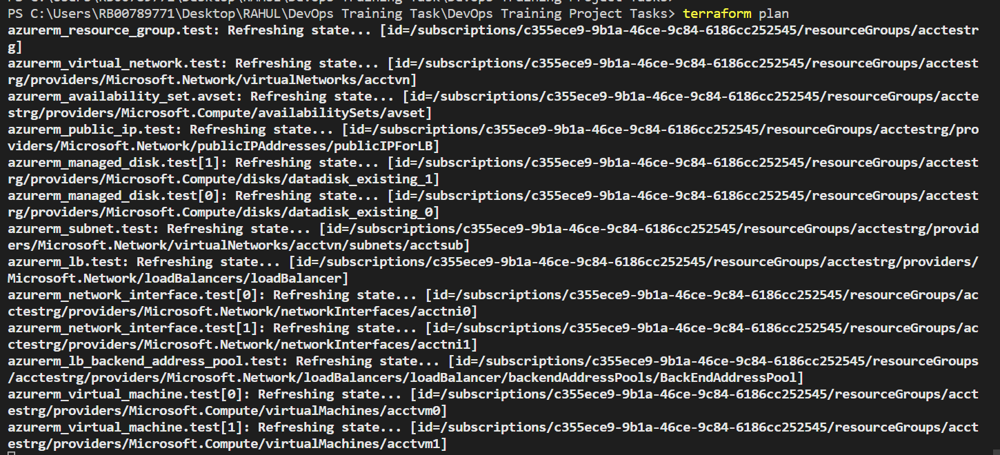 PS C:\Users\RB00789771\Desktop\RAHUL\DevOps Training Task\DevOps Training Project Tasks>
PS C:\Users\RB00789771\Desktop\RAHUL\DevOps Training Task\DevOps Training Project Tasks> terraform plan
azurerm_resource_group.test: Refreshing state... [id=/subscriptions/c355ece9-9b1a-46ce-9c84-6186cc252545/resourceGroups/acctestr
g]
azurerm_virtual_network.test: Refreshing state... [id=/subscriptions/c355ece9-9b1a-46ce-9c84-6186cc252545/resourceGroups/acctest
rg/providers/Microsoft.Network/virtualNetworks/acctvn]
azurerm_availability_set.avset: Refreshing state... [id=/subscriptions/c355ece9-9b1a-46ce-9c84-6186cc252545/resourceGroups/accte
strg/providers/Microsoft.Compute/availabilitySets/avset]
azurerm_public_ip.test: Refreshing state... [id=/subscriptions/c355ece9-9b1a-46ce-9c84-6186cc252545/resourceGroups/acctestrg/pro
viders/Microsoft.Network/publicIPAddresses/publicIPForLB]
azurerm_managed_disk.test[1]: Refreshing state... [id=/subscriptions/c355ece9-9b1a-46ce-9c84-6186cc252545/resourceGroups/acctest
rg/providers/Microsoft.Compute/disks/datadisk_existing_1]
azurerm_managed_disk.test[0]: Refreshing state... [id=/subscriptions/c355ece9-9b1a-46ce-9c84-6186cc252545/resourceGroups/acctest
rg/providers/Microsoft.Compute/disks/datadisk_existing_0]
azurerm_subnet.test: Refreshing state... [id=/subscriptions/c355ece9-9b1a-46ce-9c84-6186cc252545/resourceGroups/acctestrg/provid
ers/Microsoft.Network/virtualNetworks/acctvn/subnets/acctsub]
azurerm_lb.test: Refreshing state... [id=/subscriptions/c355ece9-9b1a-46ce-9c84-6186cc252545/resourceGroups/acctestrg/providers/
Microsoft.Network/loadBalancers/loadBalancer]
azurerm_network_interface.test[0]: Refreshing state... [id=/subscriptions/c355ece9-9b1a-46ce-9c84-6186cc252545/resourceGroups/ac
ctestrg/providers/Microsoft.Network/networkInterfaces/acctni0]
azurerm_network_interface.test[1]: Refreshing state... [id=/subscriptions/c355ece9-9b1a-46ce-9c84-6186cc252545/resourceGroups/ac
ctestrg/providers/Microsoft.Network/networkInterfaces/acctni1]
azurerm_lb_backend_address_pool.test: Refreshing state... [id=/subscriptions/c355ece9-9b1a-46ce-9c84-6186cc252545/resourceGroups
/acctestrg/providers/Microsoft.Network/loadBalancers/loadBalancer/backendAddressPools/BackEndAddressPool]
azurerm_virtual_machine.test[0]: Refreshing state... [id=/subscriptions/c355ece9-9b1a-46ce-9c84-6186cc252545/resourceGroups/acct
estrg/providers/Microsoft.Compute/virtualMachines/acctvm0]
azurerm_virtual_machine.test[1]: Refreshing state... [id=/subscriptions/c355ece9-9b1a-46ce-9c84-6186cc252545/resourceGroups/acct
estrg/providers/Microsoft.Compute/virtualMachines/acctvm1]